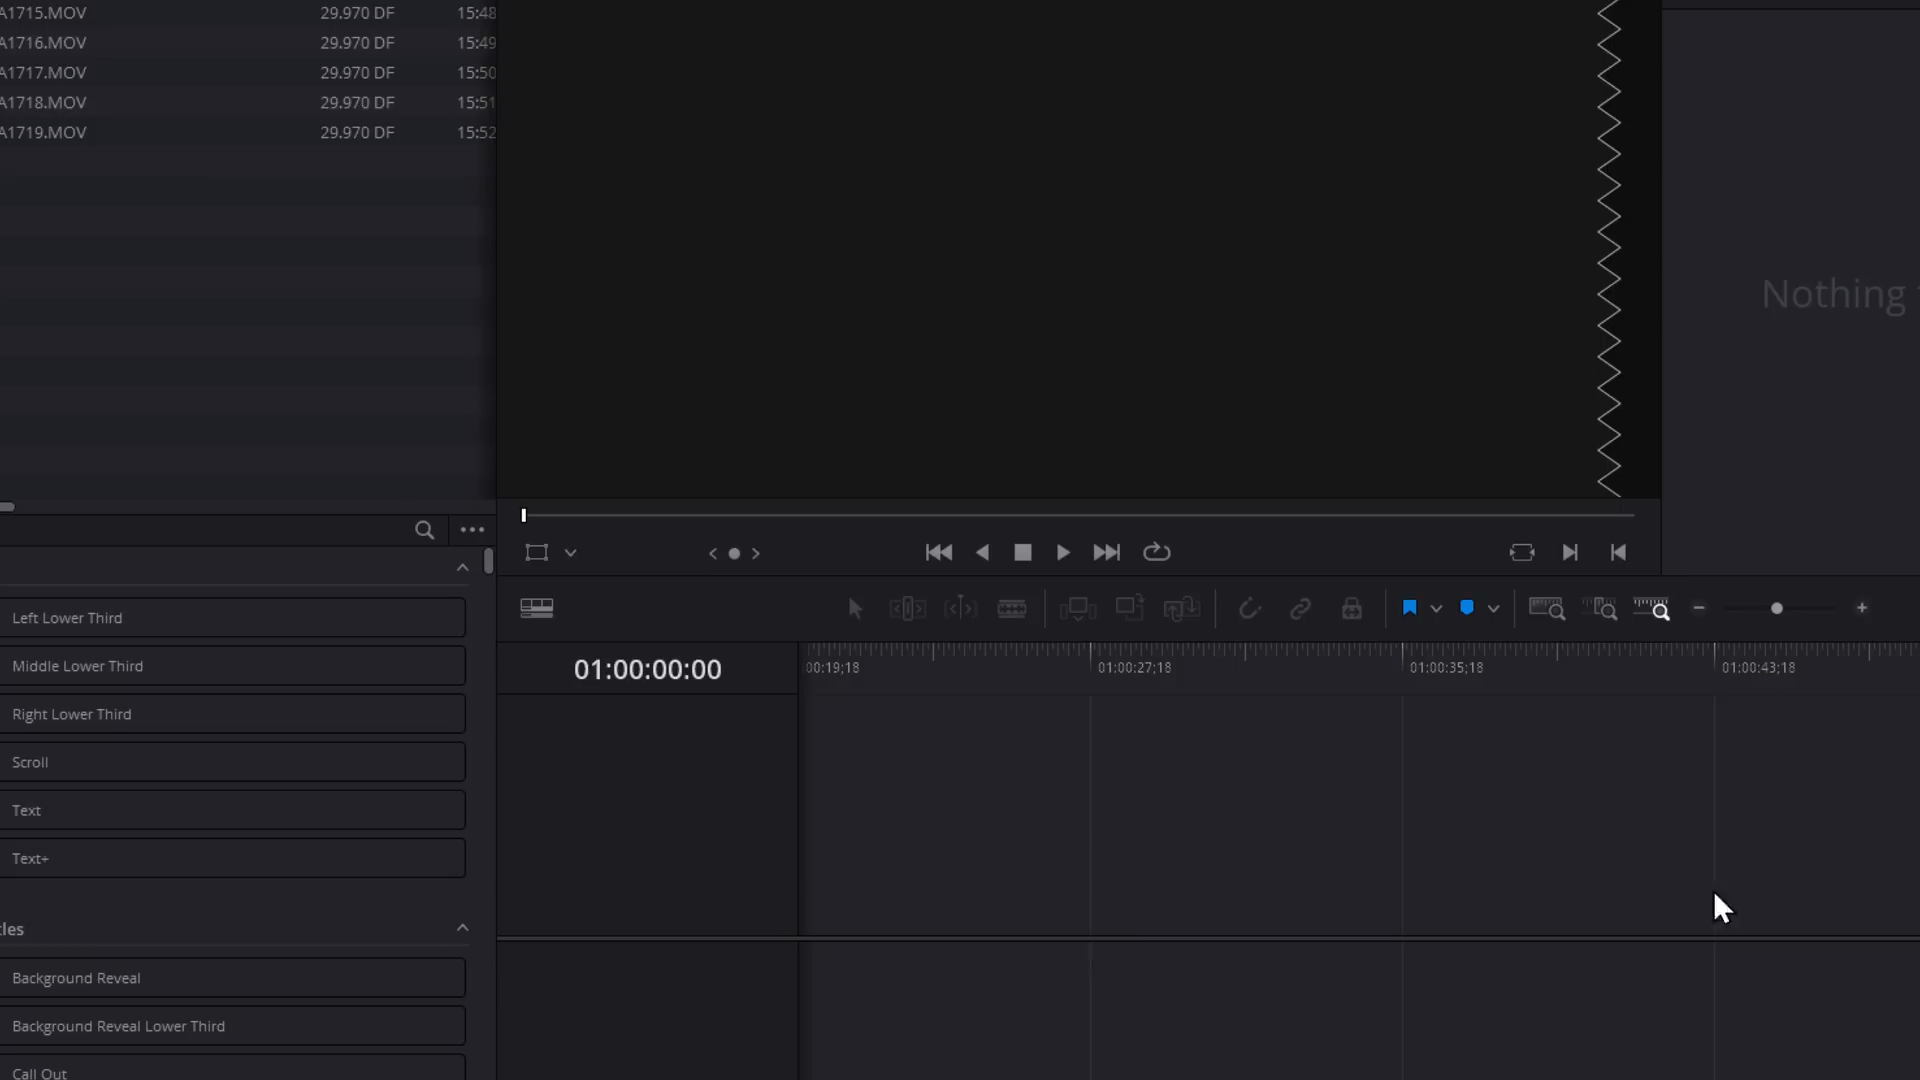 A1715.MOV 29.970 DF 15:48
A1716.MOV 29.970 DF 15:49
A1717.MOV 29.970 DF 15:50
A1718.MOV 29.970 DF 15:51
A1719.MOV 29.970 DF 15:52
Nothing
Left Lower Third
Middle Lower Third
Right Lower Third
Scroll
Text
Text+
tles
Background Reveal
Background Reveal Lower Third
Call Out
01:00:00:00
00:19;18 01:00:27;18 01:00:35;18 01:00:43;18